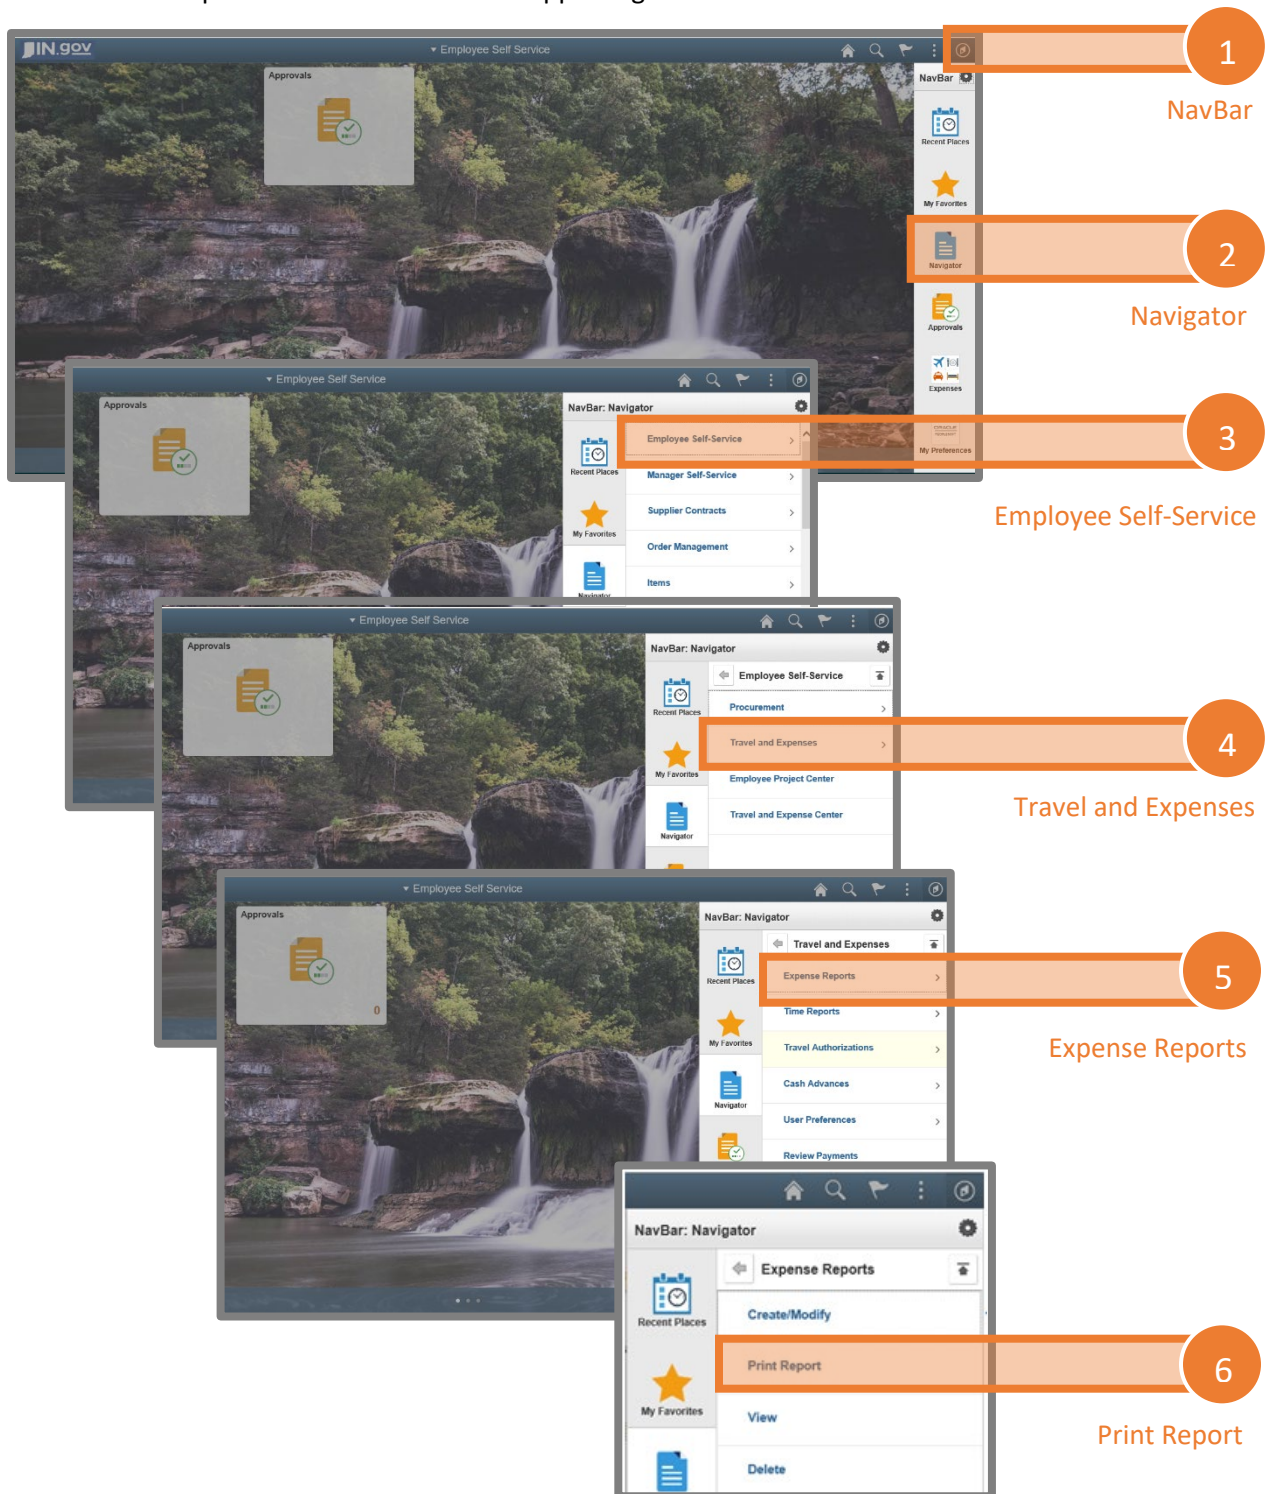 IN.gov
Employee Self Service
Approvals
NavBar
Recent Places
My Favorites
Navigator
Approvals
Expenses
My Preferences
1
NavBar
2
Navigator
Employee Self Service
Approvals
NavBar: Navigator
Recent Places
My Favorites
Navigator
Employee Self-Service
Manager Self-Service
Supplier Contracts
Order Management
Items
3
Employee Self-Service
Employee Self Service
Approvals
NavBar: Navigator
Recent Places
My Favorites
Navigator
Employee Self-Service
Procurement
Travel and Expenses
Employee Project Center
Travel and Expense Center
4
Travel and Expenses
Employee Self Service
Approvals
0
NavBar: Navigator
Recent Places
My Favorites
Navigator
Travel and Expenses
Expense Reports
Time Reports
Travel Authorizations
Cash Advances
User Preferences
Review Payments
5
Expense Reports
NavBar: Navigator
Recent Places
My Favorites
Expense Reports
Create/Modify
Print Report
View
Delete
6
Print Report